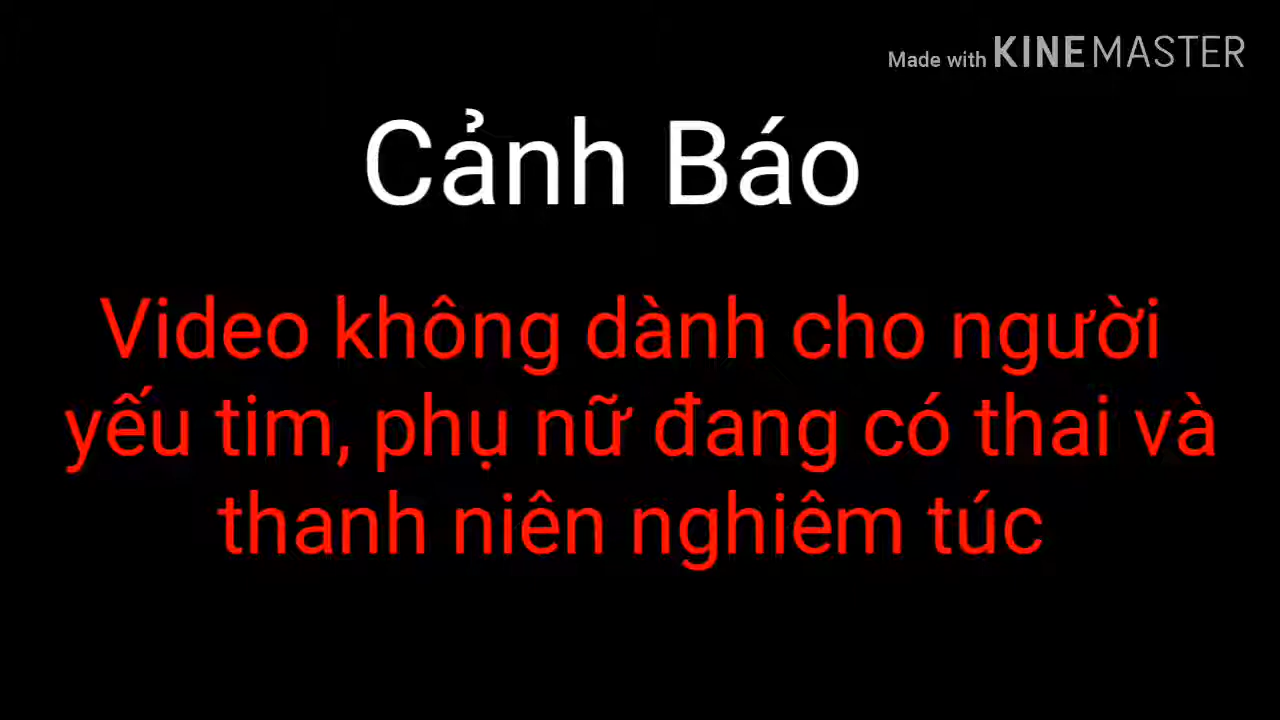 Made with KINEMASTER
Cảnh Báo
Video không dành cho người
yếu tim, phụ nữ đang có thai và
thanh niên nghiêm túc